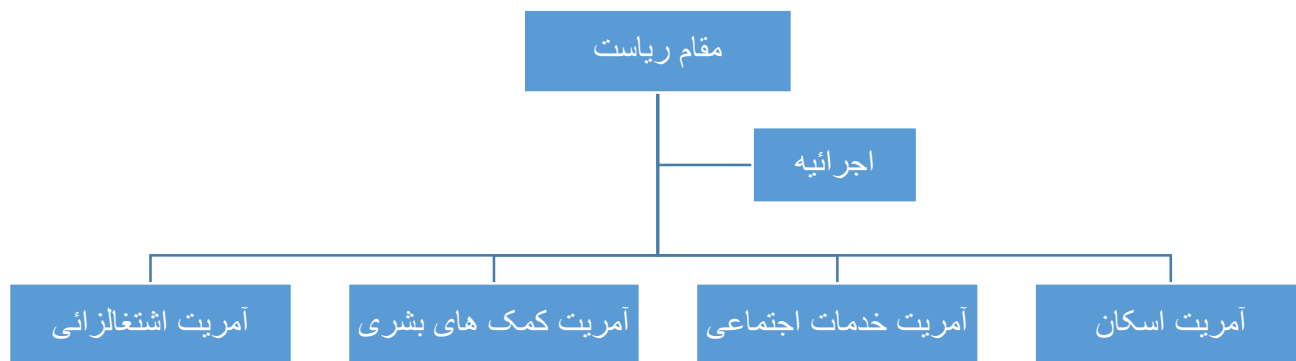 مقام ریاست
اجرائیه
آمریت اسکان
آمریت خدمات اجتماعی
آمریت کمک های بشری
آمریت اشتغالزائی